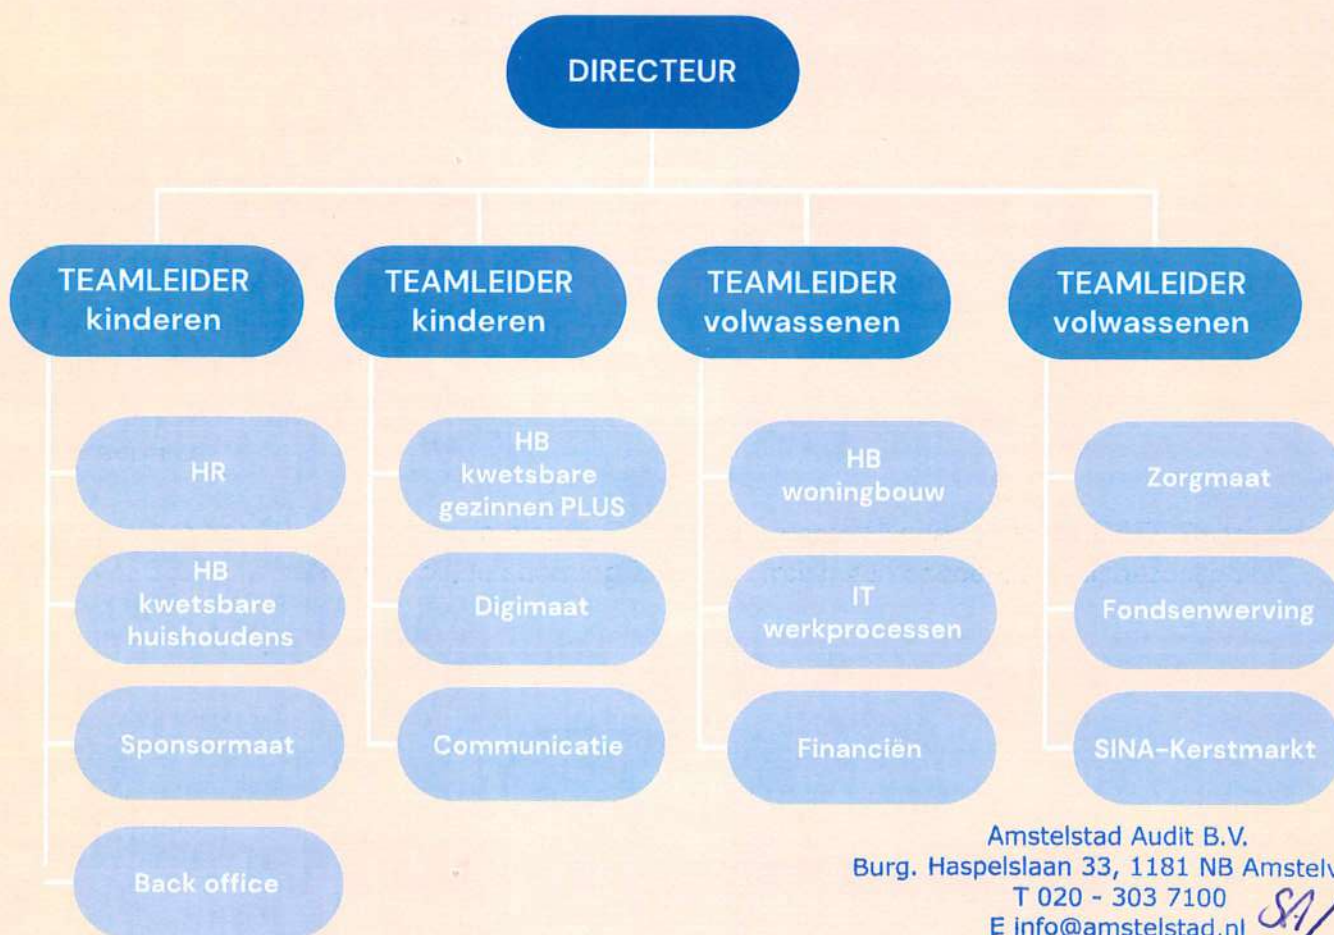 DIRECTEUR
TEAMLEIDER
kinderen
TEAMLEIDER
kinderen
TEAMLEIDER
volwassenen
TEAMLEIDER
volwassenen
HR
HB
kwetsbare
huishoudens
Sponsormaat
Back office
HB
kwetsbare
gezinnen PLUS
Digimaat
Communicatie
HB
woningbouw
IT
werkprocessen
Financiën
Zorgmaat
Fondsenwerving
SINA-Kerstmarkt
Amstelstad Audit B.V.
Burg. Haspelslaan 33, 1181 NB Amstelv
T 020 - 303 7100
E info@amstelstad.nl